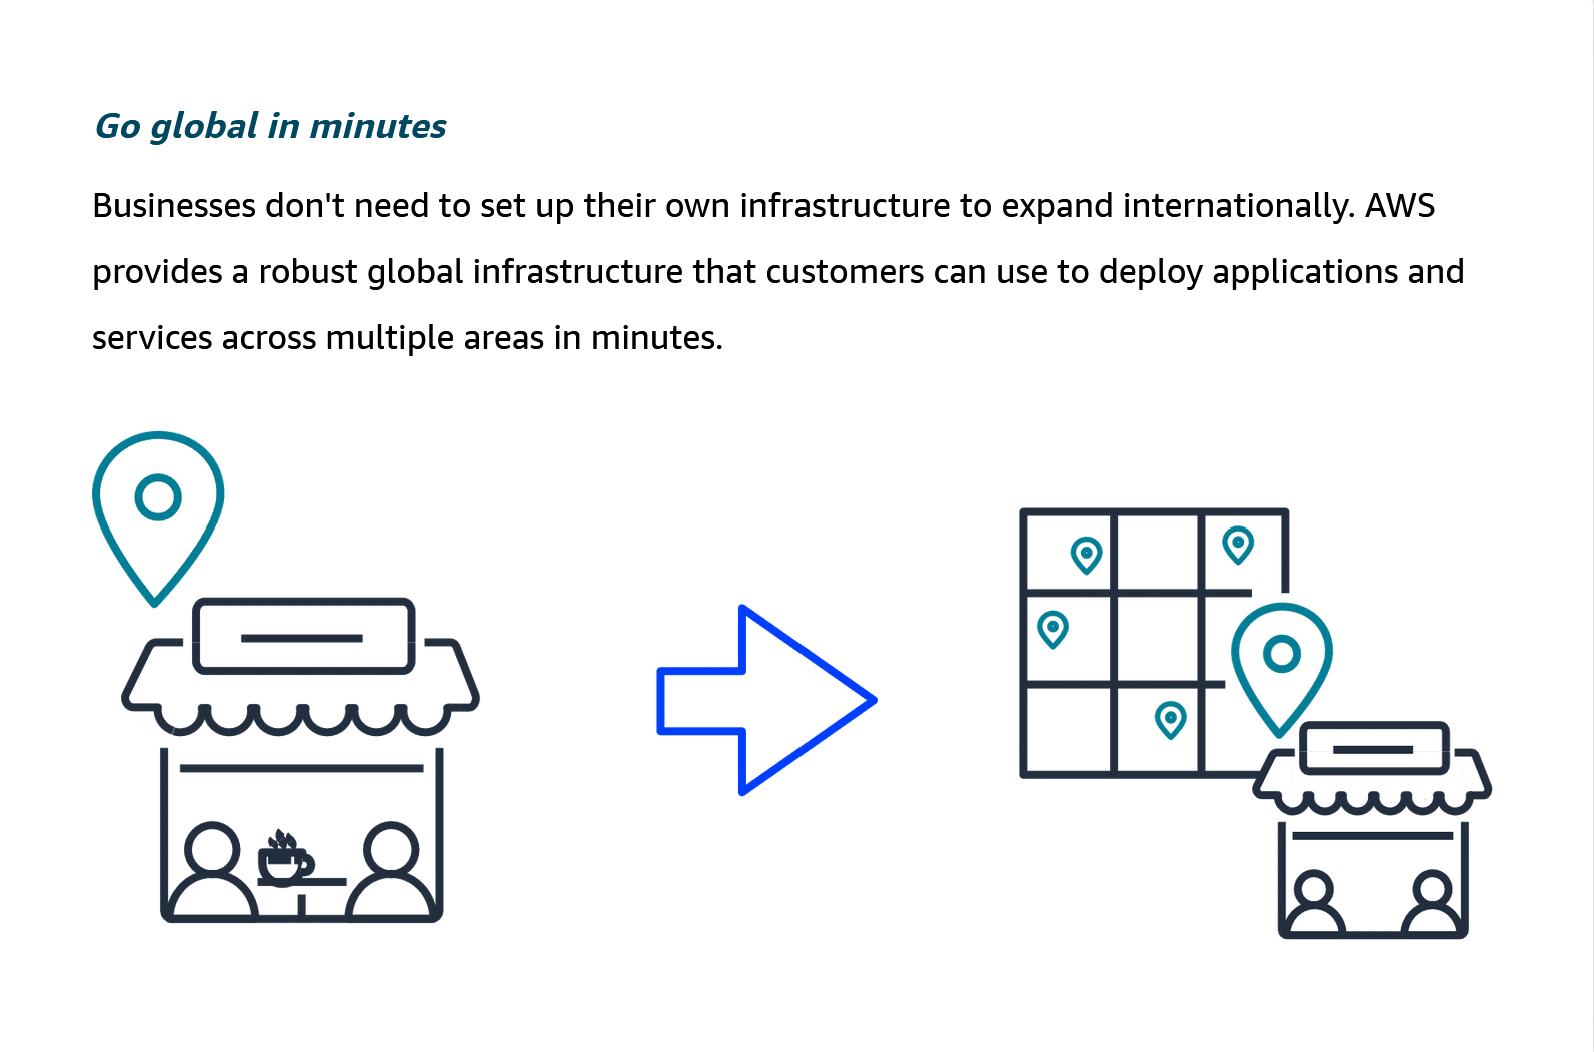 Go global in minutes
Businesses don't need to set up their own infrastructure to expand internationally. AWS
provides a robust global infrastructure that customers can use to deploy applications and
services across multiple areas in minutes.